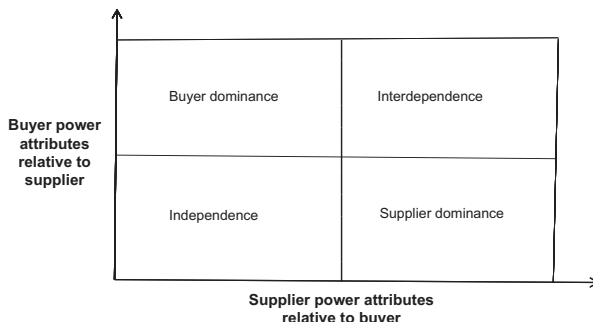 Buyer dominance
Interdependence
Buyer power
attributes
relative to
supplier
Independence
Supplier dominance
Supplier power attributes
relative to buyer